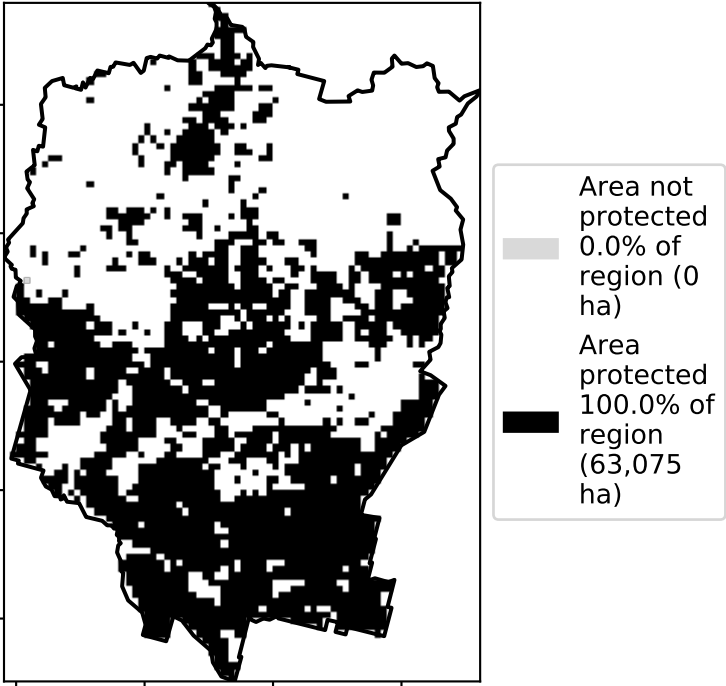 Area not
protected
0.0% of
region (0
ha)
Area
protected
100.0% of
region
(63,075
ha)